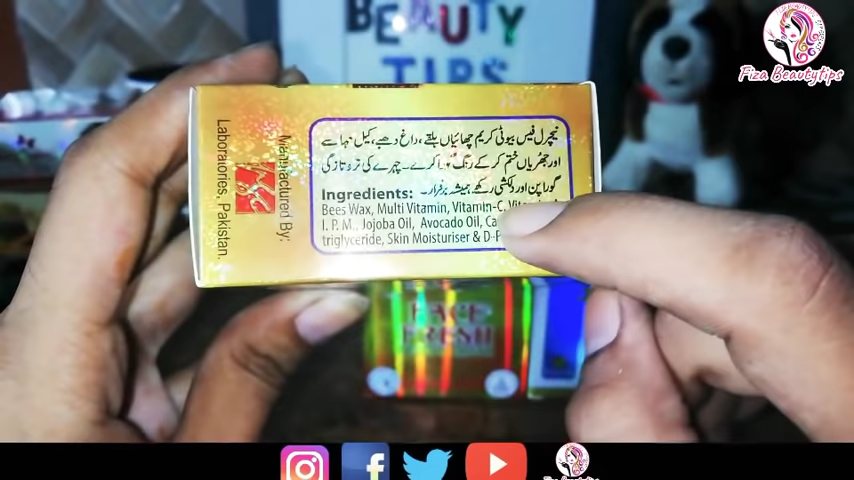 BEAUTY
TIPS
Fiza Beautytips
نیچرل فیس بیوٹی کریم چھائیاں پلتے، داغ دھبے، کیل مہاسے
اور جھریاں ختم کر کے رنگ گورا کرے۔ چہرے کی تروتازگی
گوراپن اور دلکشی رکھے ہمیشہ برقرار۔
Ingredients:
Bees Wax, Multi Vitamin, Vitamin-C,
I. P. M., Jojoba Oil, Avocado Oil,
triglyceride, Skin Moisturiser &
Manufactured By:
Laboratories, Pakistan.
FACE
FRESH